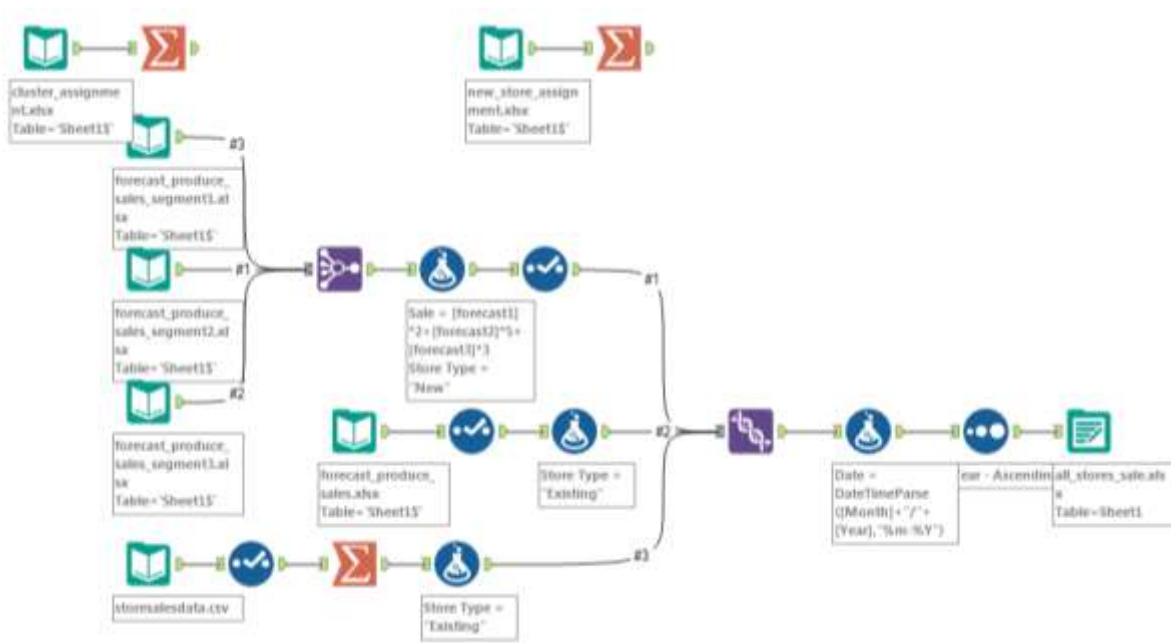 cluster_assignme
nt.xlsx
Table=`Sheet1$`
new_store_assign
ment.xlsx
Table=`Sheet1$`
#3
forecast_produce_
sales_segment1.xl
sx
Table=`Sheet1$`
#1
forecast_produce_
sales_segment2.xl
sx
Table=`Sheet1$`
#2
forecast_produce_
sales_segment3.xl
sx
Table=`Sheet1$`
Sale = [forecast1]
*2+[forecast2]*5+
[forecast3]*3
Store Type =
"New"
#1
forecast_produce_
sales.xlsx
Table=`Sheet1$`
Store Type =
"Existing"
#2
Date =
DateTimeParse
([Month]+"/"+
[Year],"%m-%Y")
ear - Ascendin
all_stores_sale.xls
x
Table=Sheet1
storesalesdata.csv
Store Type =
"Existing"
#3